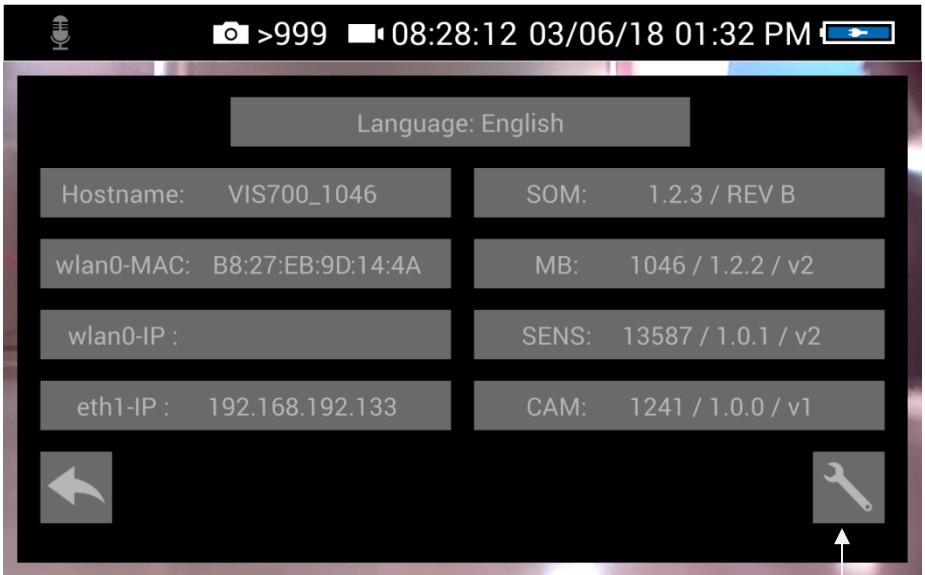 >999 08:28:12 03/06/18 01:32 PM
Language: English
Hostname: VIS700_1046
SOM: 1.2.3 / REV B
wlan0-MAC: B8:27:EB:9D:14:4A
MB: 1046 / 1.2.2 / v2
wlan0-IP :
SENS: 13587 / 1.0.1 / v2
eth1-IP : 192.168.192.133
CAM: 1241 / 1.0.0 / v1